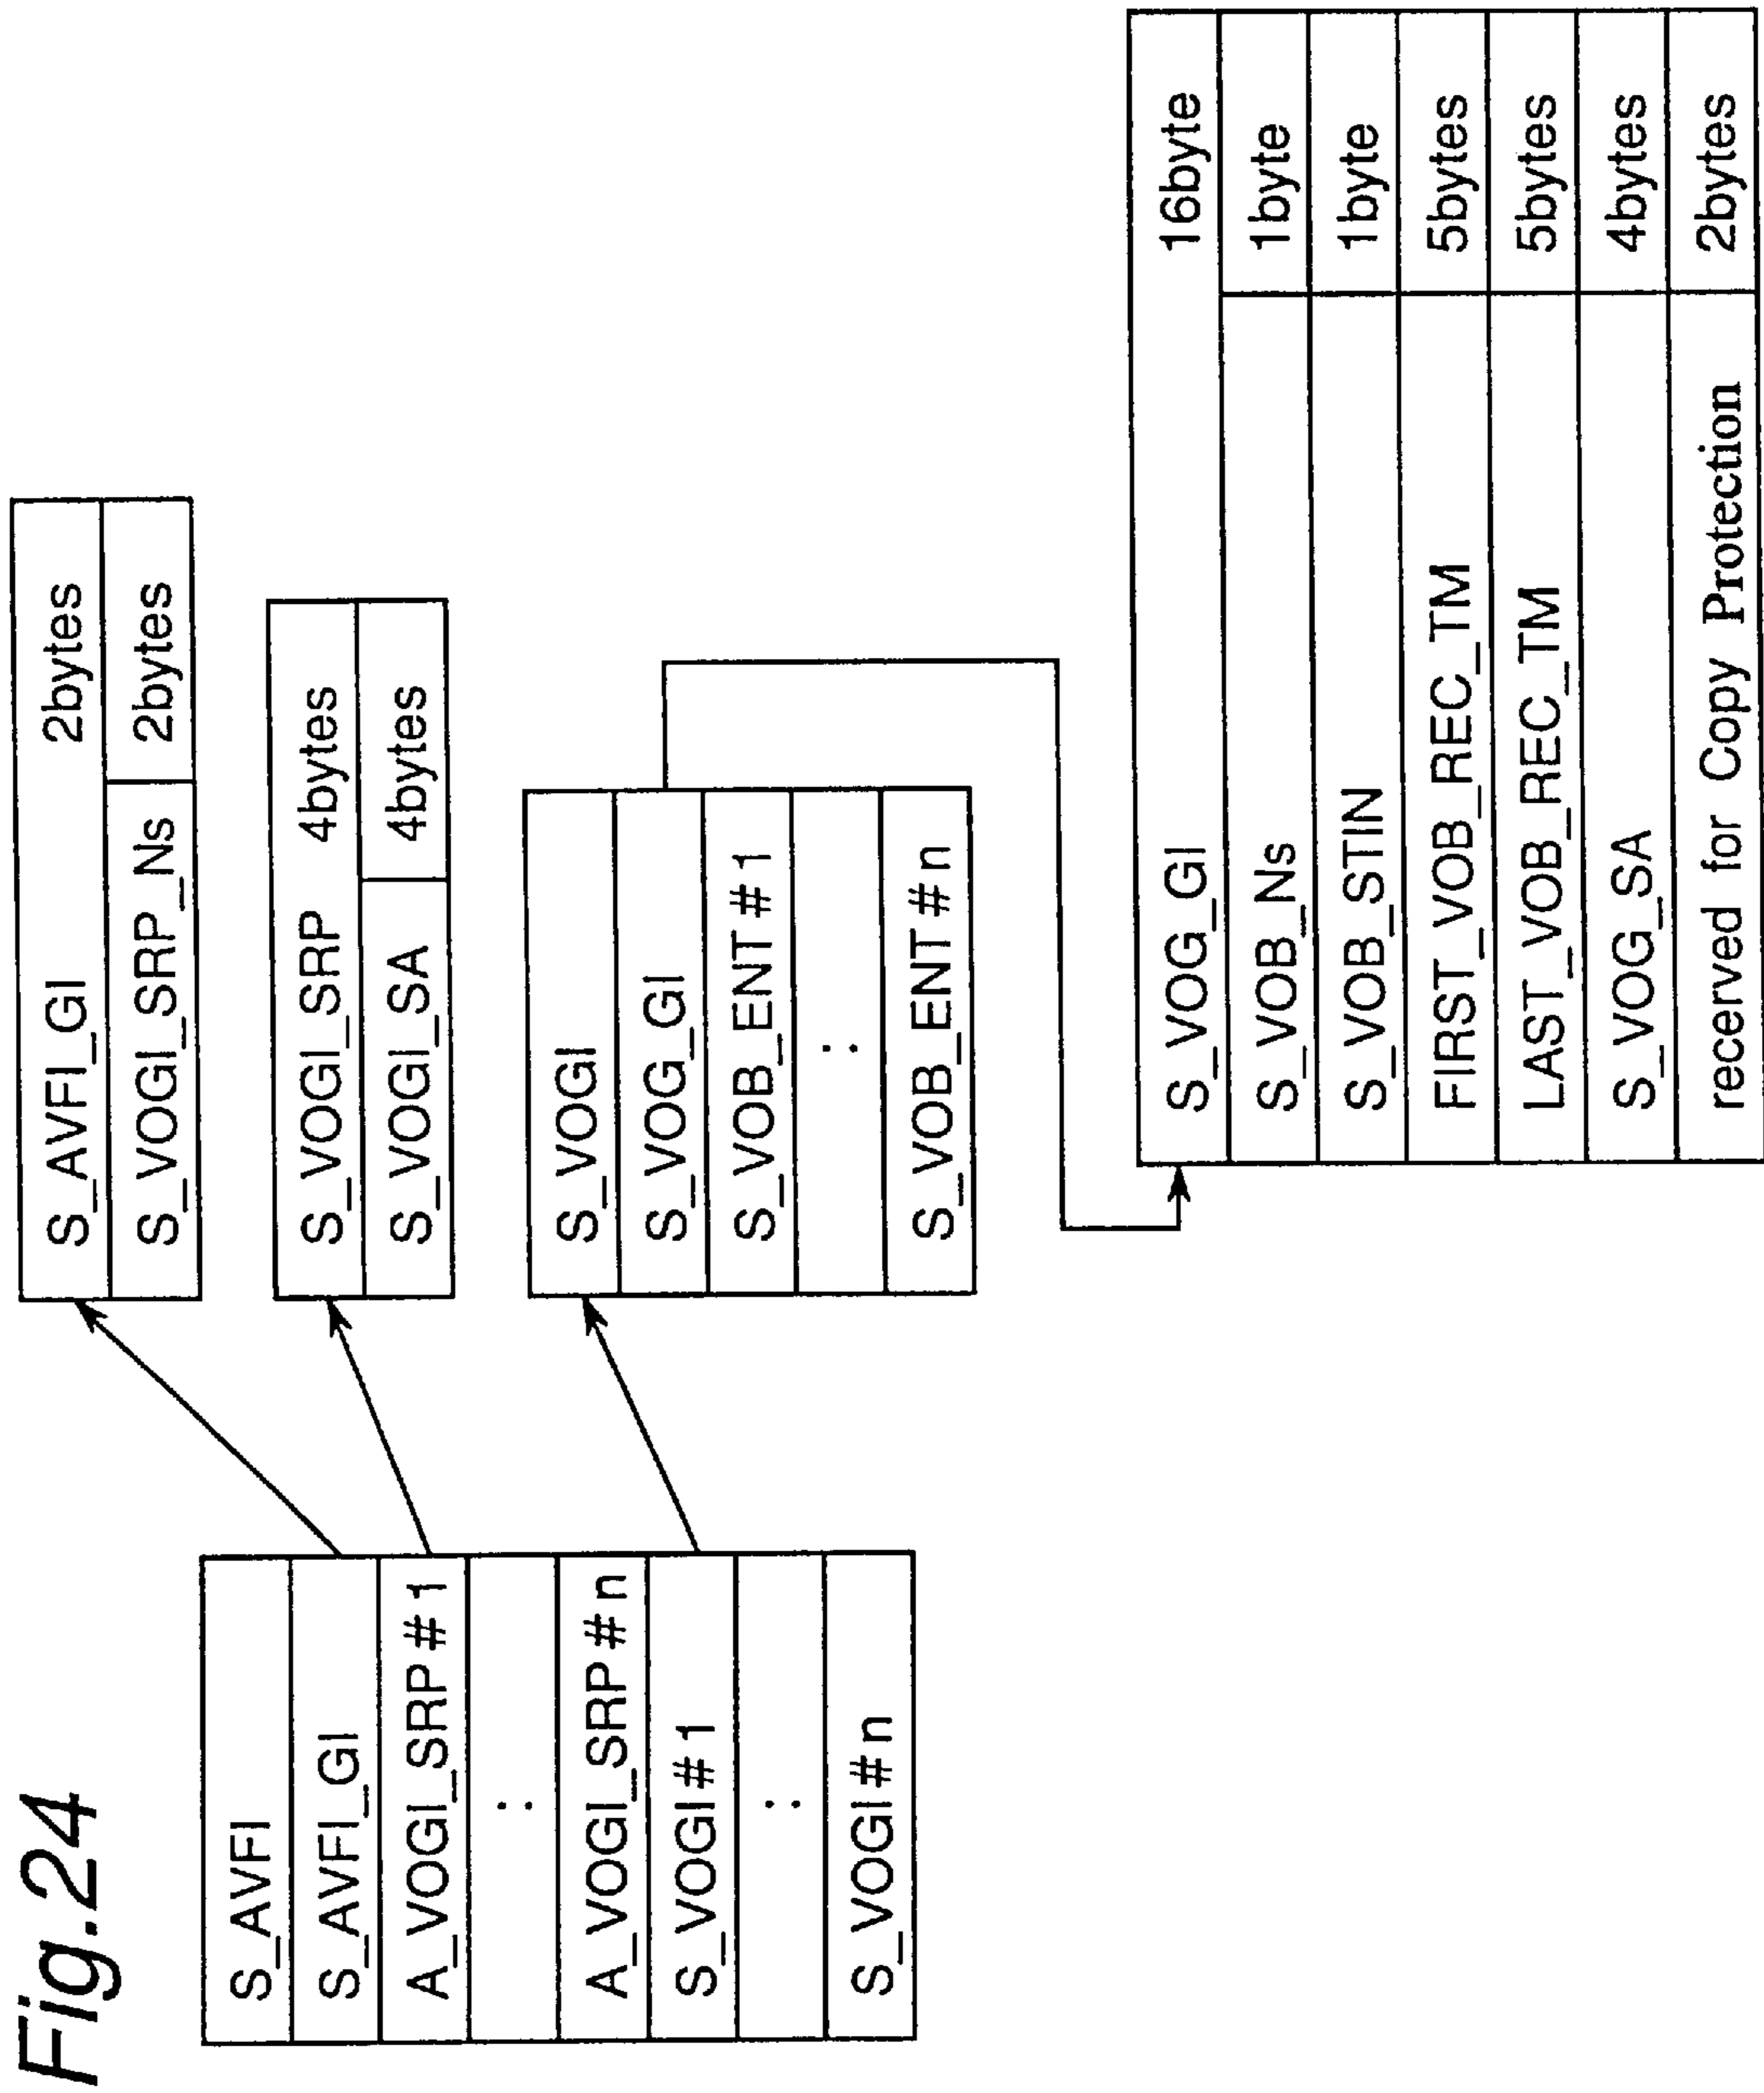 Fig.24
S_AVFI
S_AVFI_GI
A_VOGI_SRP#1
:
A_VOGI_SRP#n
S_VOGI#1
:
S_VOGI#n
S_AVFI_GI 2bytes
S_VOGI_SRP_Ns 2bytes
S_VOGI_SRP 4bytes
S_VOGI_SA 4bytes
S_VOGI
S_VOG_GI
S_VOB_ENT#1
:
S_VOB_ENT#n
S_VOG_GI 16byte
S_VOB_Ns 1byte
S_VOB_STIN 1byte
FIRST_VOB_REC_TM 5bytes
LAST_VOB_REC_TM 5bytes
S_VOG_SA 4bytes
recerved for Copy Protection 2bytes